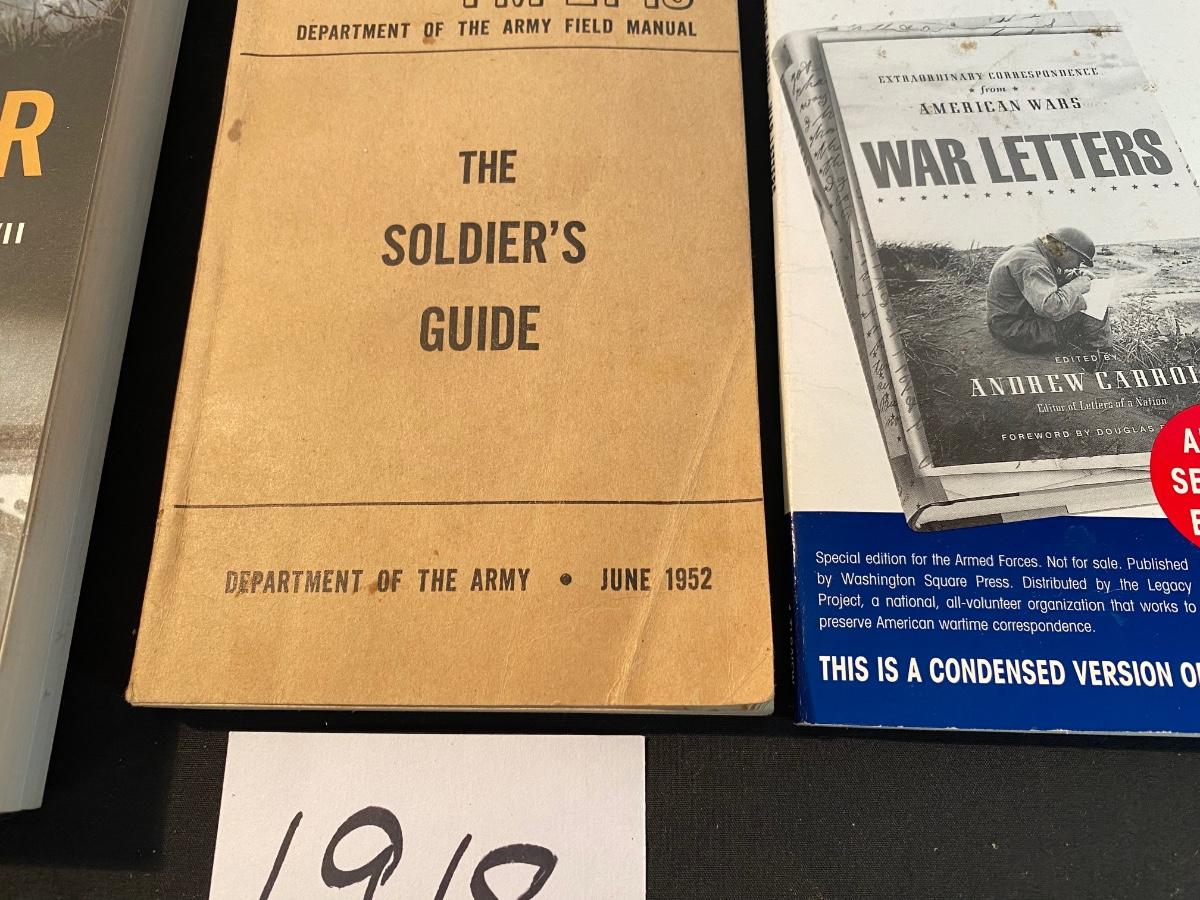 R
VII
DEPARTMENT OF THE ARMY FIELD MANUAL
THE
SOLDIER'S
GUIDE
DEPARTMENT OF THE ARMY • JUNE 1952
EXTRAORDINARY CORRESPONDENCE
from
AMERICAN WARS
WAR LETTERS
EDITED BY
ANDREW CARROL
Editor of Letters of a Nation
FOREWORD BY DOUGLAS
Special edition for the Armed Forces. Not for sale. Published
by Washington Square Press. Distributed by the Legacy
Project, a national, all-volunteer organization that works to
preserve American wartime correspondence.
THIS IS A CONDENSED VERSION